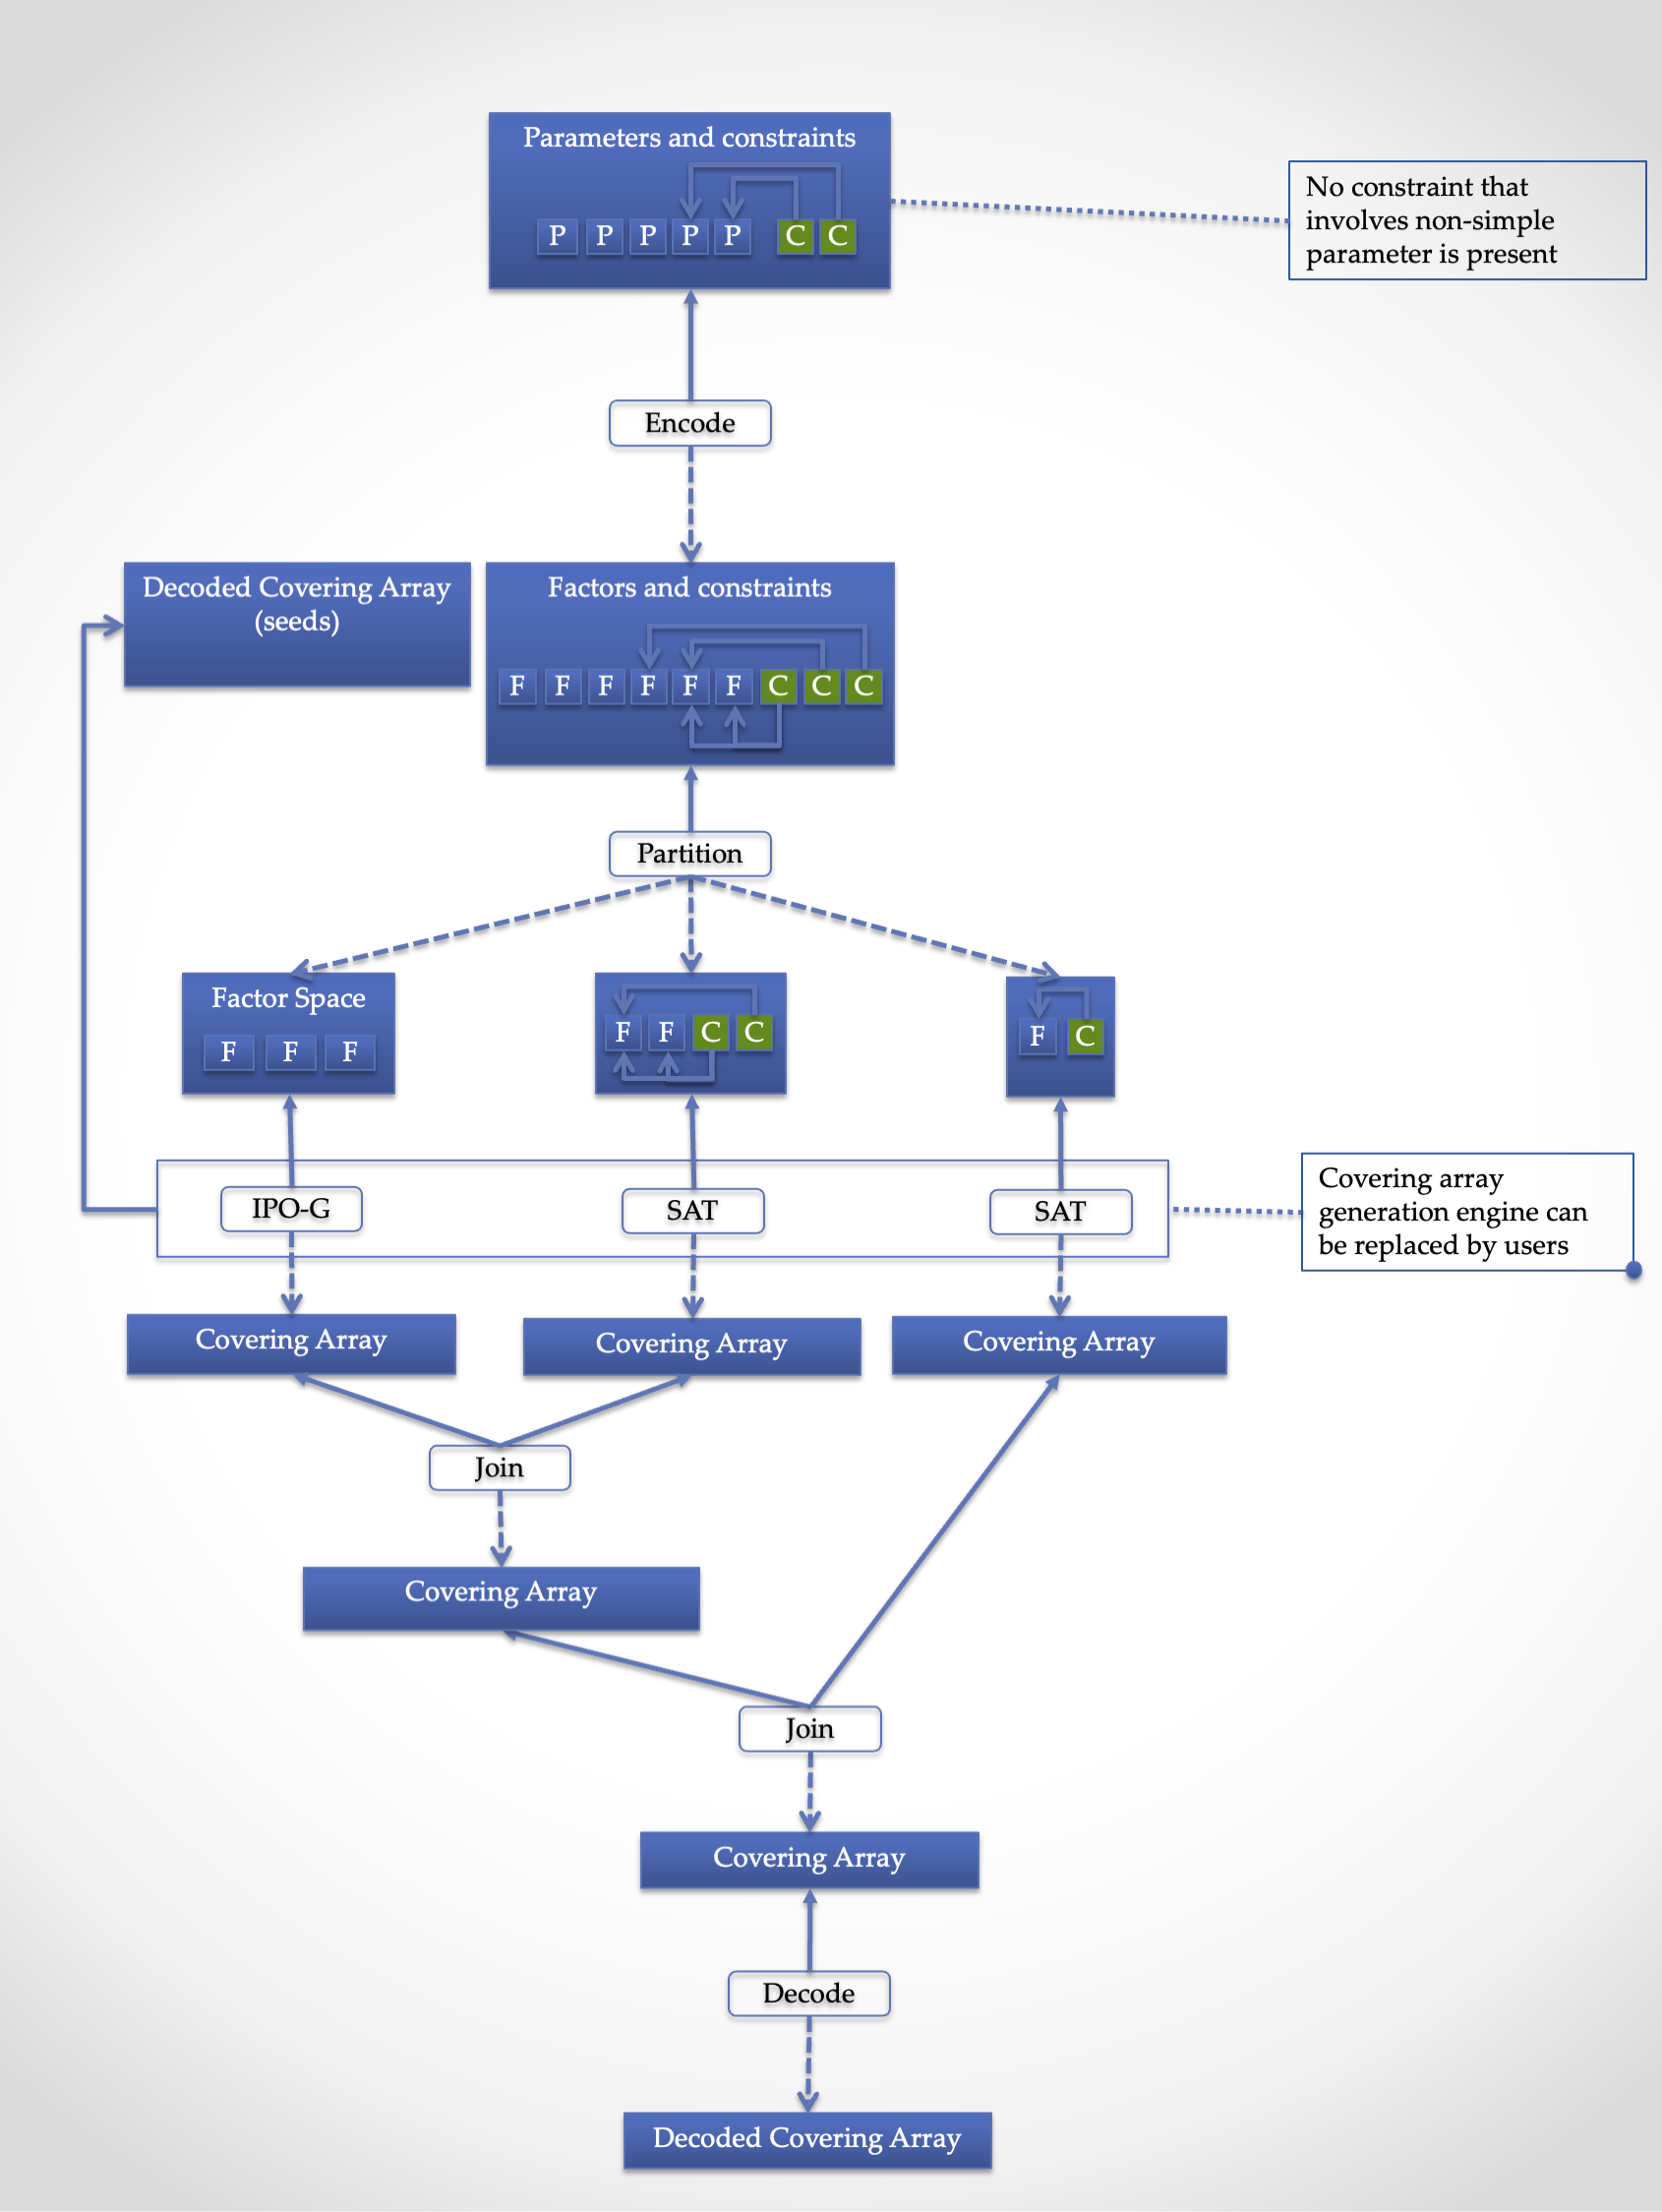 Parameters and constraints
P P P P P C C
No constraint that
involves non-simple
parameter is present
Encode
Decoded Covering Array
(seeds)
Factors and constraints
F F F F F F C C C
Partition
Factor Space
F F F
F F C C
F C
IPO-G
SAT
SAT
Covering array
generation engine can
be replaced by users
Covering Array
Covering Array
Covering Array
Join
Covering Array
Join
Covering Array
Decode
Decoded Covering Array